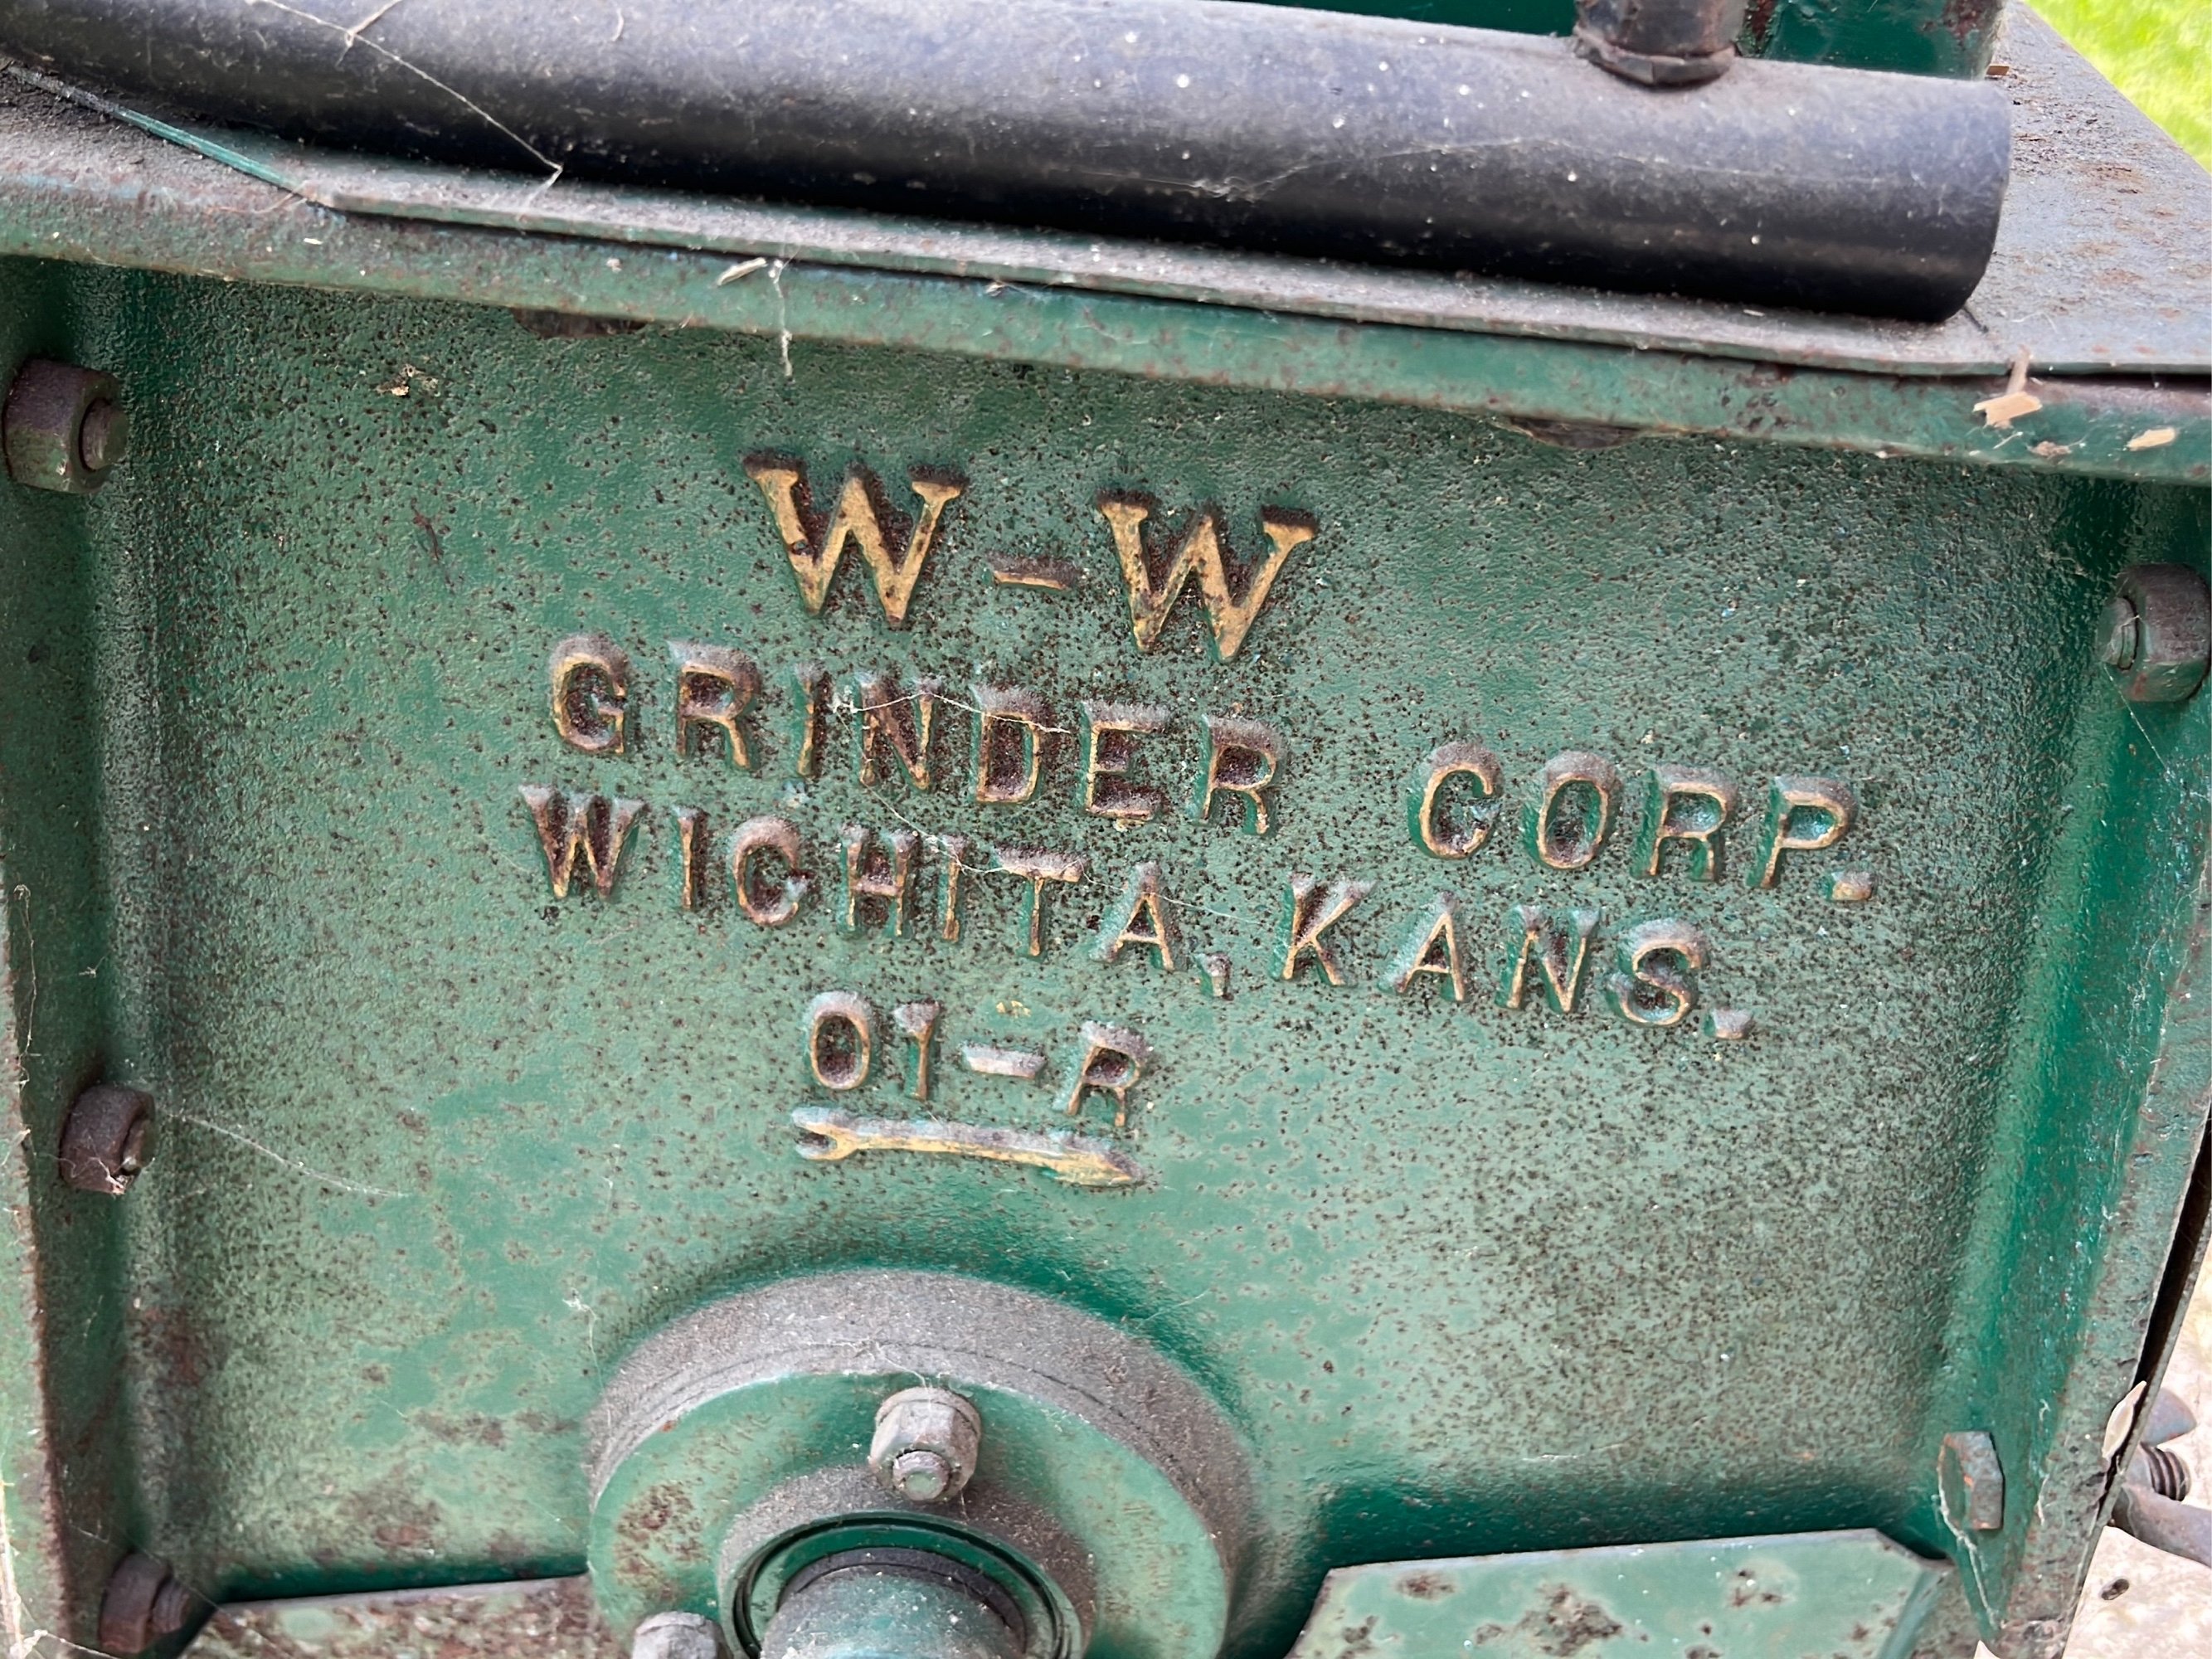 W-W
GRINDER CORP.
WICHITA, KANS.
01-R